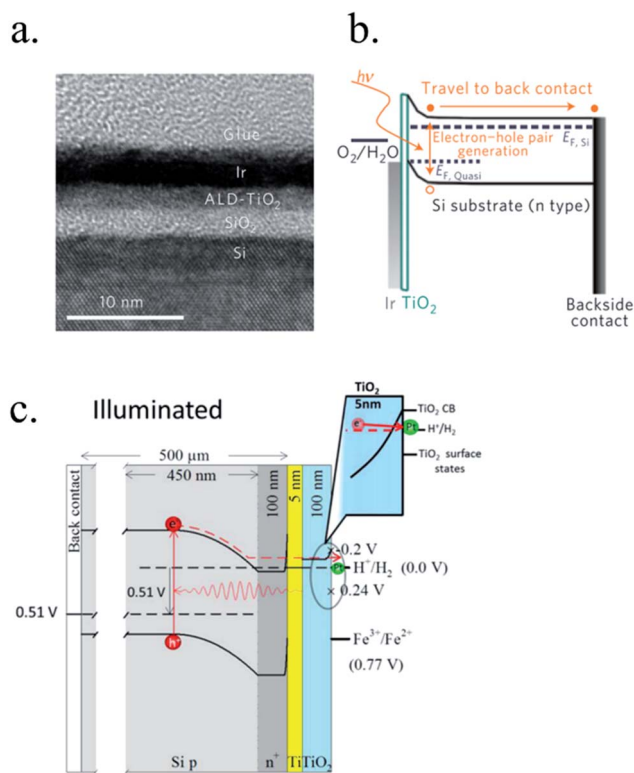 a.
Glue
Ir
ALD-TiO₂
SiO₂
Si
10 nm
b.
hν
Travel to back contact
Electron–hole pair
generation
O₂/H₂O
E_F, Si
E_F, Quasi
Si substrate (n type)
Ir TiO₂
Backside
contact
c.
Illuminated
TiO₂
5nm
e⁻
Pt
TiO₂ CB
H⁺/H₂
TiO₂ surface
states
500 µm
450 nm
100 nm
5 nm
100 nm
Back contact
e⁻
-0.2 V
H⁺/H₂ (0.0 V)
Pt
0.24 V
0.51 V
0.51 V
h⁺
Fe³⁺/Fe²⁺
(0.77 V)
Si p
n⁺
Ti
TiO₂